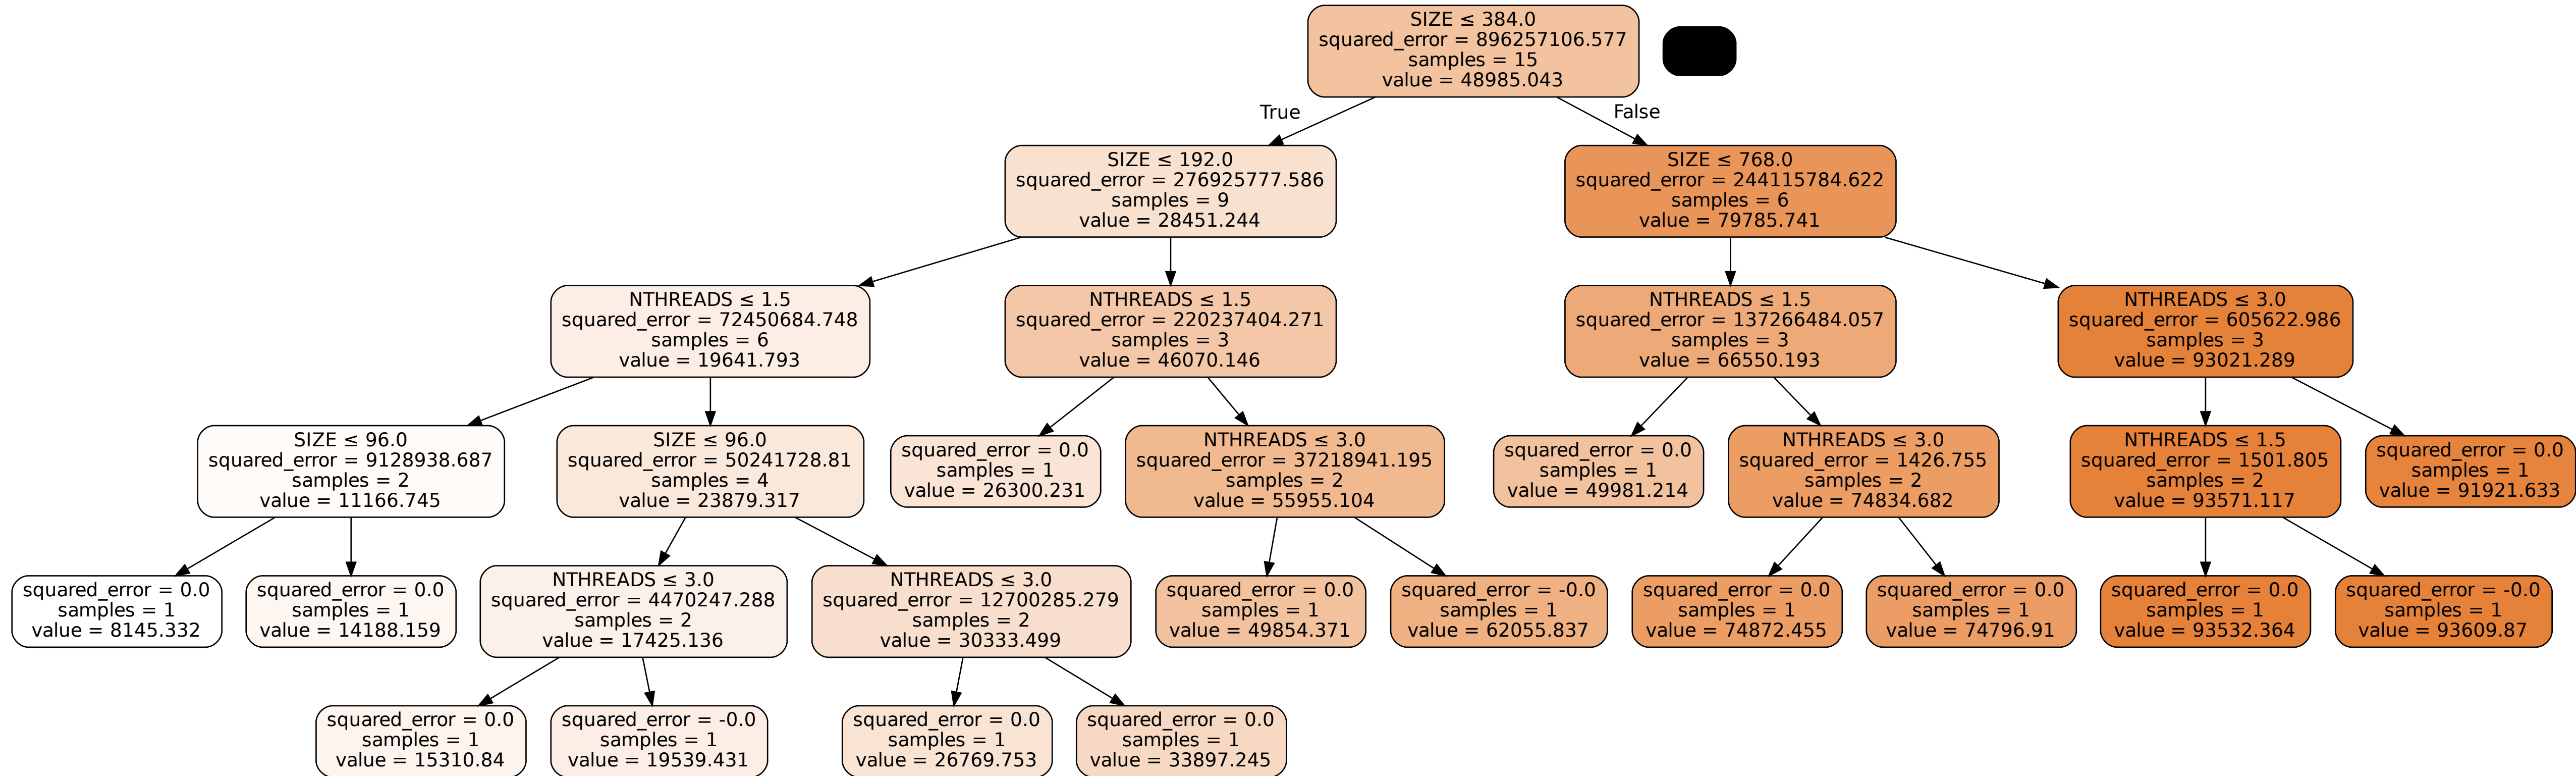 SIZE ≤ 384.0
squared_error = 896257106.577
samples = 15
value = 48985.043
True
False
SIZE ≤ 192.0
squared_error = 276925777.586
samples = 9
value = 28451.244
SIZE ≤ 768.0
squared_error = 244115784.622
samples = 6
value = 79785.741
NTHREADS ≤ 1.5
squared_error = 72450684.748
samples = 6
value = 19641.793
NTHREADS ≤ 1.5
squared_error = 220237404.271
samples = 3
value = 46070.146
NTHREADS ≤ 1.5
squared_error = 137266484.057
samples = 3
value = 66550.193
NTHREADS ≤ 3.0
squared_error = 605622.986
samples = 3
value = 93021.289
SIZE ≤ 96.0
squared_error = 9128938.687
samples = 2
value = 11166.745
SIZE ≤ 96.0
squared_error = 50241728.81
samples = 4
value = 23879.317
squared_error = 0.0
samples = 1
value = 26300.231
NTHREADS ≤ 3.0
squared_error = 37218941.195
samples = 2
value = 55955.104
squared_error = 0.0
samples = 1
value = 49981.214
NTHREADS ≤ 3.0
squared_error = 1426.755
samples = 2
value = 74834.682
NTHREADS ≤ 1.5
squared_error = 1501.805
samples = 2
value = 93571.117
squared_error = 0.0
samples = 1
value = 91921.633
squared_error = 0.0
samples = 1
value = 8145.332
squared_error = 0.0
samples = 1
value = 14188.159
NTHREADS ≤ 3.0
squared_error = 4470247.288
samples = 2
value = 17425.136
NTHREADS ≤ 3.0
squared_error = 12700285.279
samples = 2
value = 30333.499
squared_error = 0.0
samples = 1
value = 49854.371
squared_error = -0.0
samples = 1
value = 62055.837
squared_error = 0.0
samples = 1
value = 74872.455
squared_error = 0.0
samples = 1
value = 74796.91
squared_error = 0.0
samples = 1
value = 93532.364
squared_error = -0.0
samples = 1
value = 93609.87
squared_error = 0.0
samples = 1
value = 15310.84
squared_error = -0.0
samples = 1
value = 19539.431
squared_error = 0.0
samples = 1
value = 26769.753
squared_error = 0.0
samples = 1
value = 33897.245